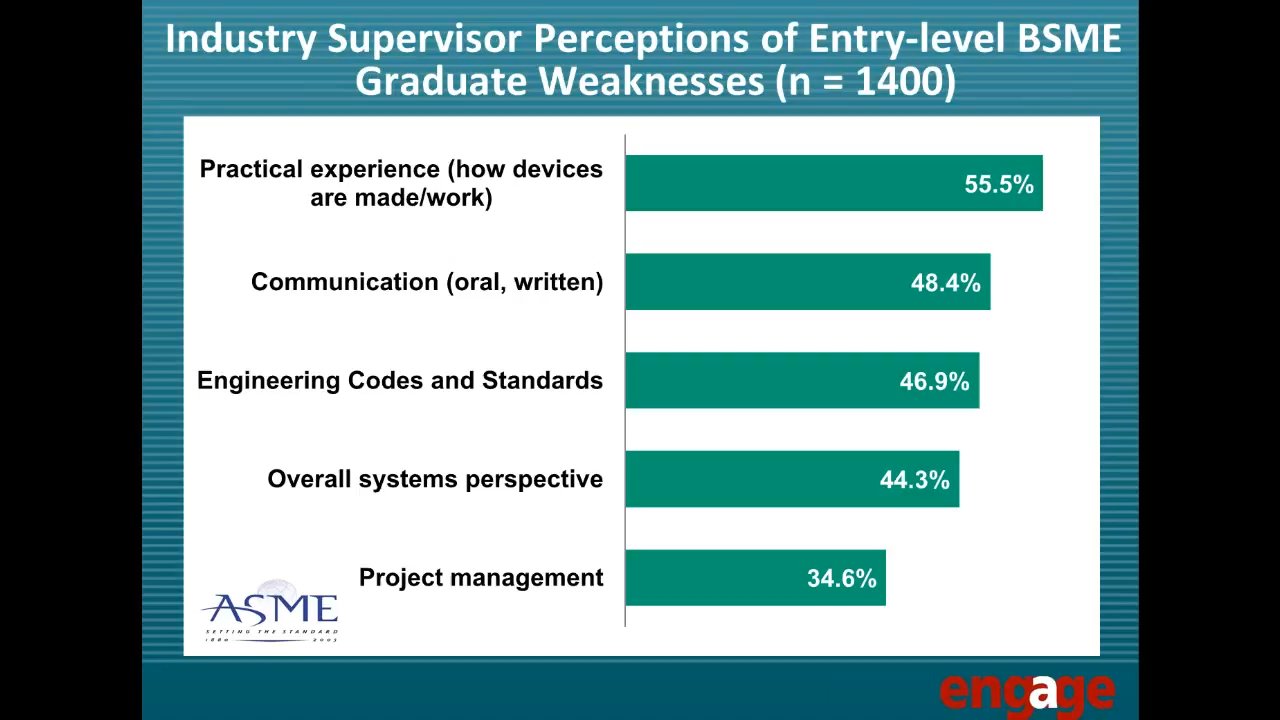 Industry Supervisor Perceptions of Entry-level BSME
Graduate Weaknesses (n = 1400)
Practical experience (how devices
are made/work)
55.5%
Communication (oral, written)
48.4%
Engineering Codes and Standards
46.9%
Overall systems perspective
44.3%
Project management
34.6%
ASME
SETTING THE STANDARD
engage